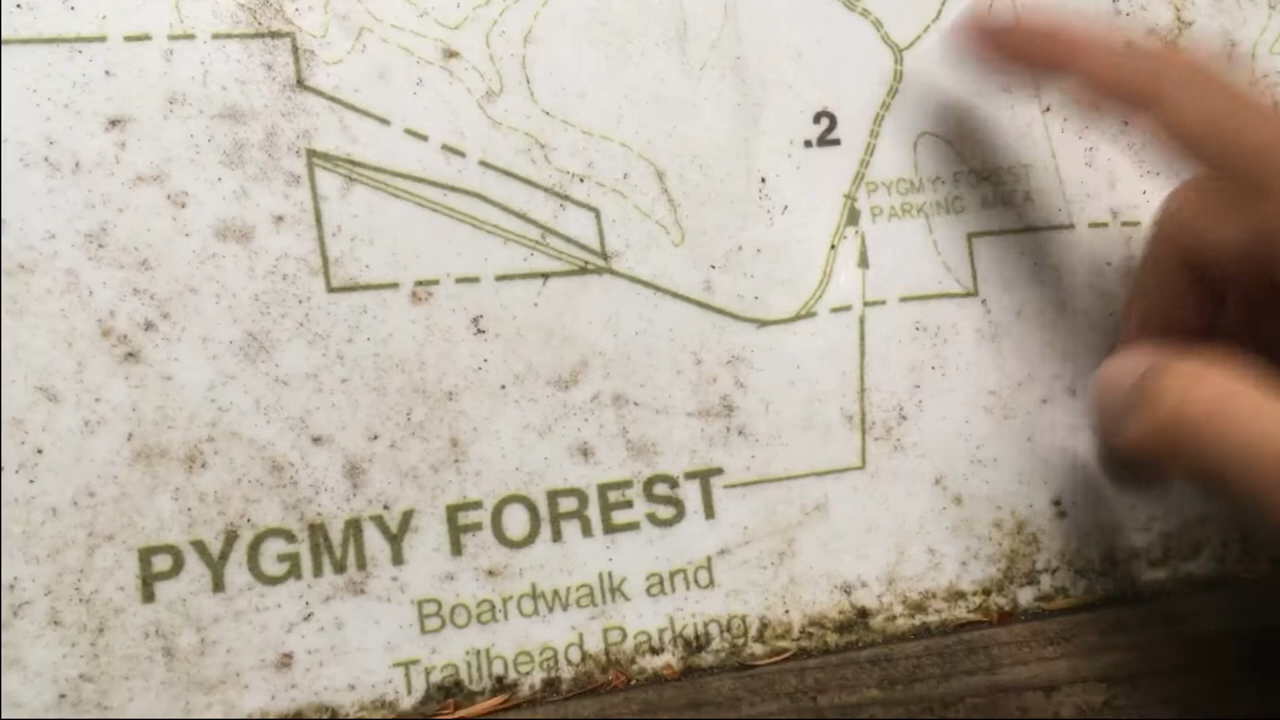 .2
PYGMY FOREST
PARKING AREA
PYGMY FOREST
Boardwalk and
Trailhead Parking